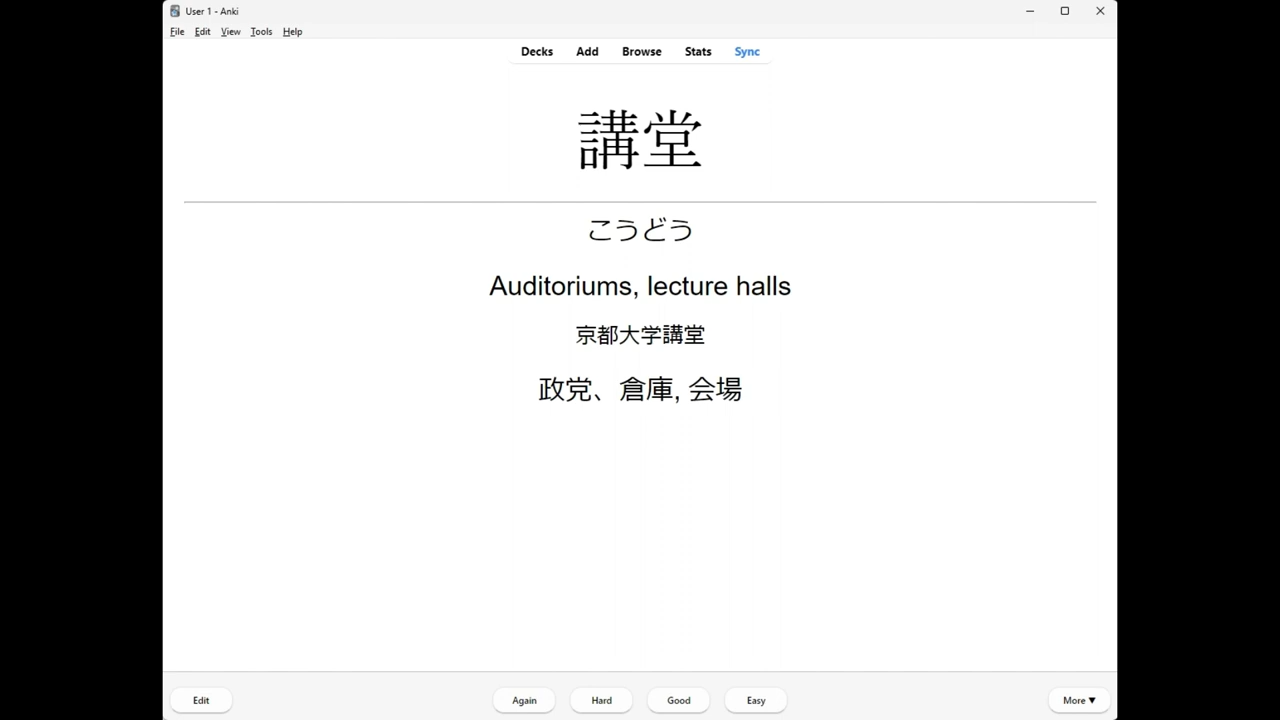 User 1 - Anki
File Edit View Tools Help
Decks Add Browse Stats Sync
講堂
こうどう
Auditoriums, lecture halls
京都大学講堂
政党、倉庫, 会場
Edit Again Hard Good Easy More ▼